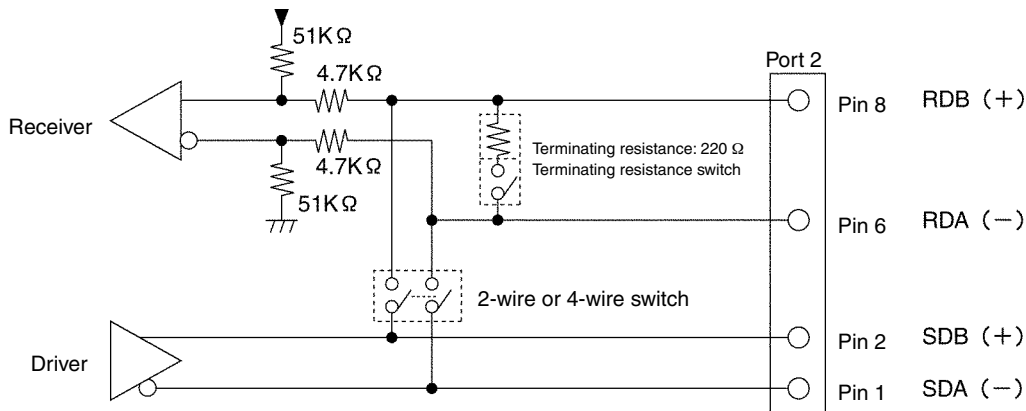 51KΩ
4.7KΩ
Port 2
Receiver
Pin 8 RDB (+)
Terminating resistance: 220 Ω
4.7KΩ
Terminating resistance switch
51KΩ
Pin 6 RDA (−)
2-wire or 4-wire switch
Driver
Pin 2 SDB (+)
Pin 1 SDA (−)